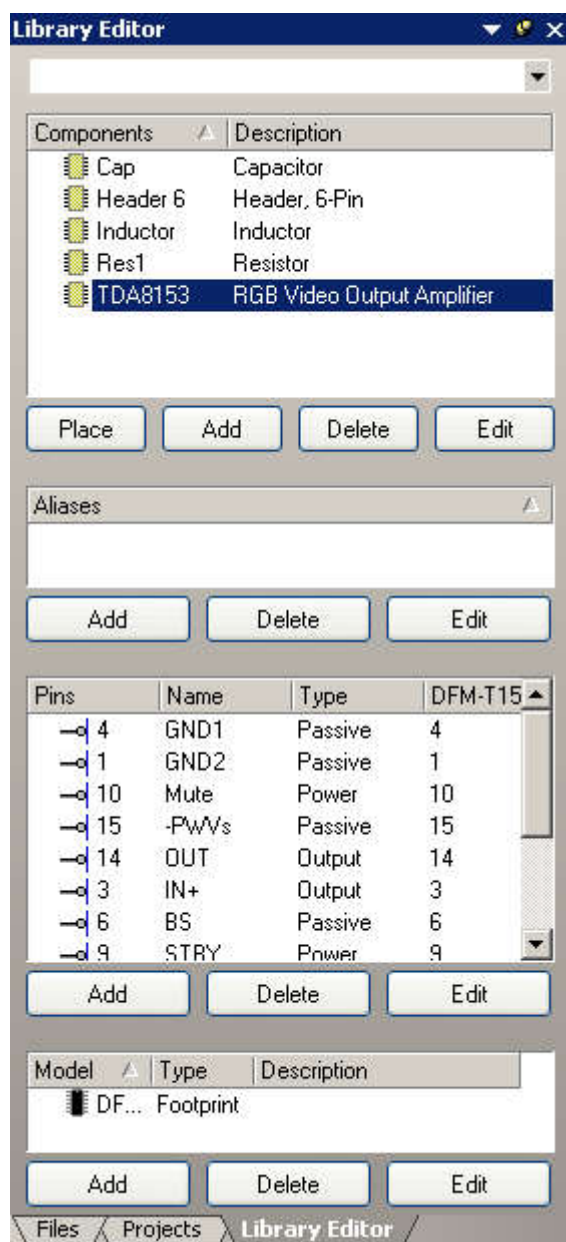 Library Editor
Components Description
Cap Capacitor
Header 6 Header, 6-Pin
Inductor Inductor
Res1 Resistor
TDA8153 RGB Video Output Amplifier
Place Add Delete Edit
Aliases
Add Delete Edit
Pins Name Type DFM-T15
4 GND1 Passive 4
1 GND2 Passive 1
10 Mute Power 10
15 -PWVs Passive 15
14 OUT Output 14
3 IN+ Output 3
6 BS Passive 6
9 STBY Power 9
Add Delete Edit
Model Type Description
DF... Footprint
Add Delete Edit
Files Projects Library Editor